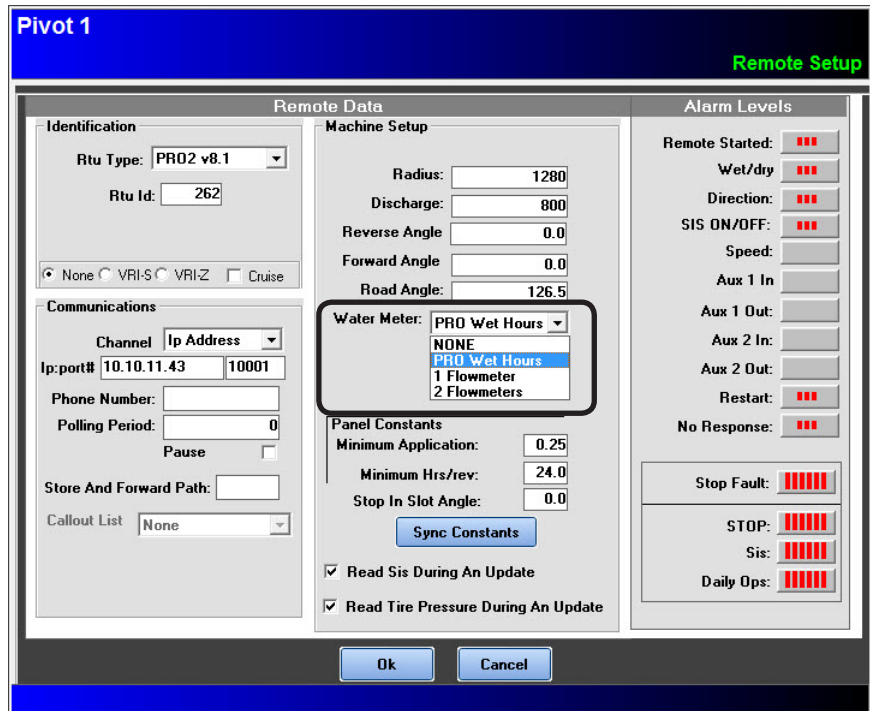 Pivot 1
Remote Setup
Remote Data
Identification
Rtu Type: PRO2 v8.1
Rtu Id: 262
None VRI-S VRI-Z Cruise
Communications
Channel Ip Address
Ip:port# 10.10.11.43 10001
Phone Number:
Polling Period: 0
Pause
Store And Forward Path:
Callout List None
Machine Setup
Radius: 1280
Discharge: 800
Reverse Angle 0.0
Forward Angle 0.0
Road Angle: 126.5
Water Meter: PRO Wet Hours
NONE
PRO Wet Hours
1 Flowmeter
2 Flowmeters
Panel Constants
Minimum Application: 0.25
Minimum Hrs/rev: 24.0
Stop In Slot Angle: 0.0
Sync Constants
Read Sis During An Update
Read Tire Pressure During An Update
Alarm Levels
Remote Started:
Wet/dry
Direction:
SIS ON/OFF:
Speed:
Aux 1 In
Aux 1 Out:
Aux 2 In:
Aux 2 Out:
Restart:
No Response:
Stop Fault:
STOP:
Sis:
Daily Ops:
Ok Cancel